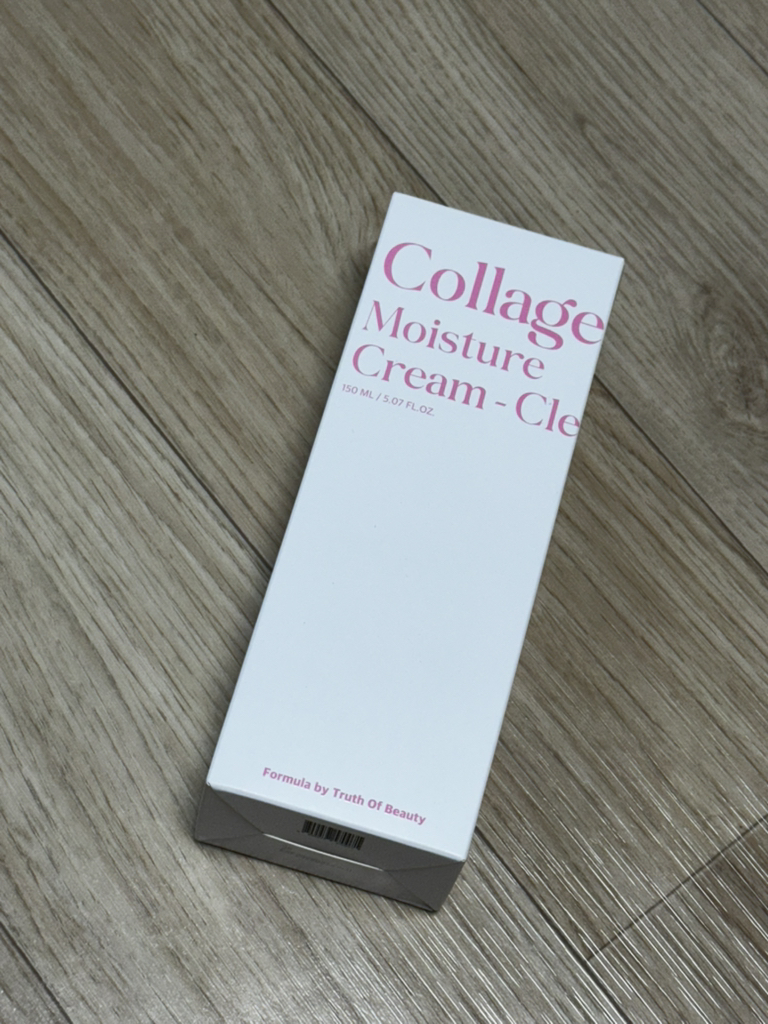 Collage
Moisture
Cream - Cle
150 ML / 5.07 FL.OZ.
Formula by Truth Of Beauty